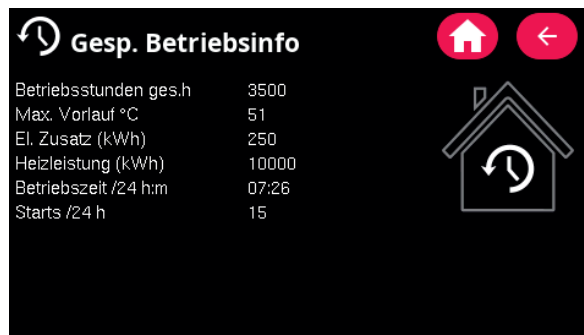 Gesp. Betriebsinfo
Betriebsstunden ges.h 3500
Max. Vorlauf °C 51
El. Zusatz (kWh) 250
Heizleistung (kWh) 10000
Betriebszeit /24 h:m 07:26
Starts /24 h 15